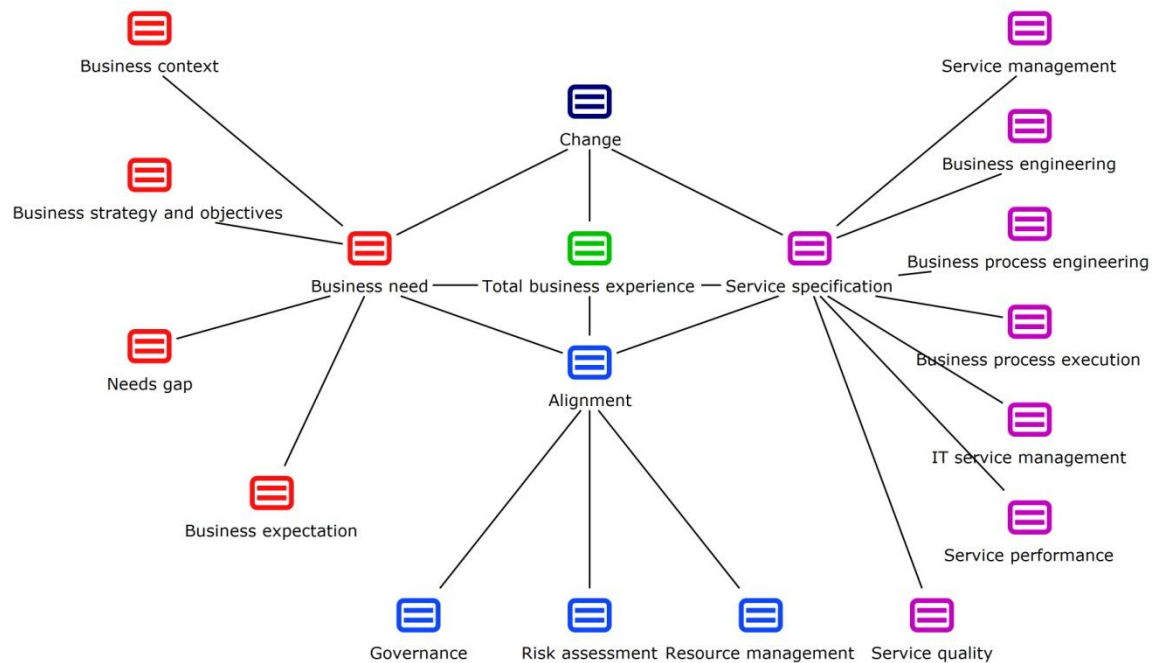 Business context
Service management
Change
Business engineering
Business strategy and objectives
Business process engineering
Business need
Total business experience
Service specification
Business process execution
Needs gap
Alignment
IT service management
Business expectation
Service performance
Governance
Risk assessment
Resource management
Service quality